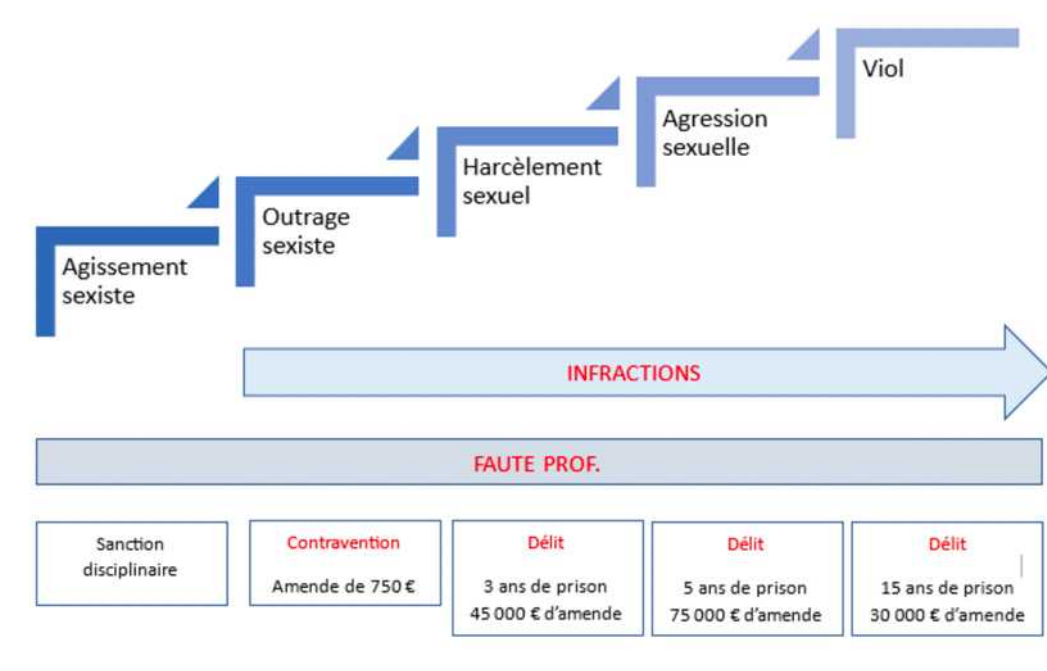 Viol
Agression
sexuelle
Harcèlement
sexuel
Outrage
sexiste
Agissement
sexiste
INFRACTIONS
FAUTE PROF.
Sanction
disciplinaire
Contravention
Amende de 750 €
Délit
3 ans de prison
45 000 € d'amende
Délit
5 ans de prison
75 000 € d'amende
Délit
15 ans de prison
30 000 € d'amende